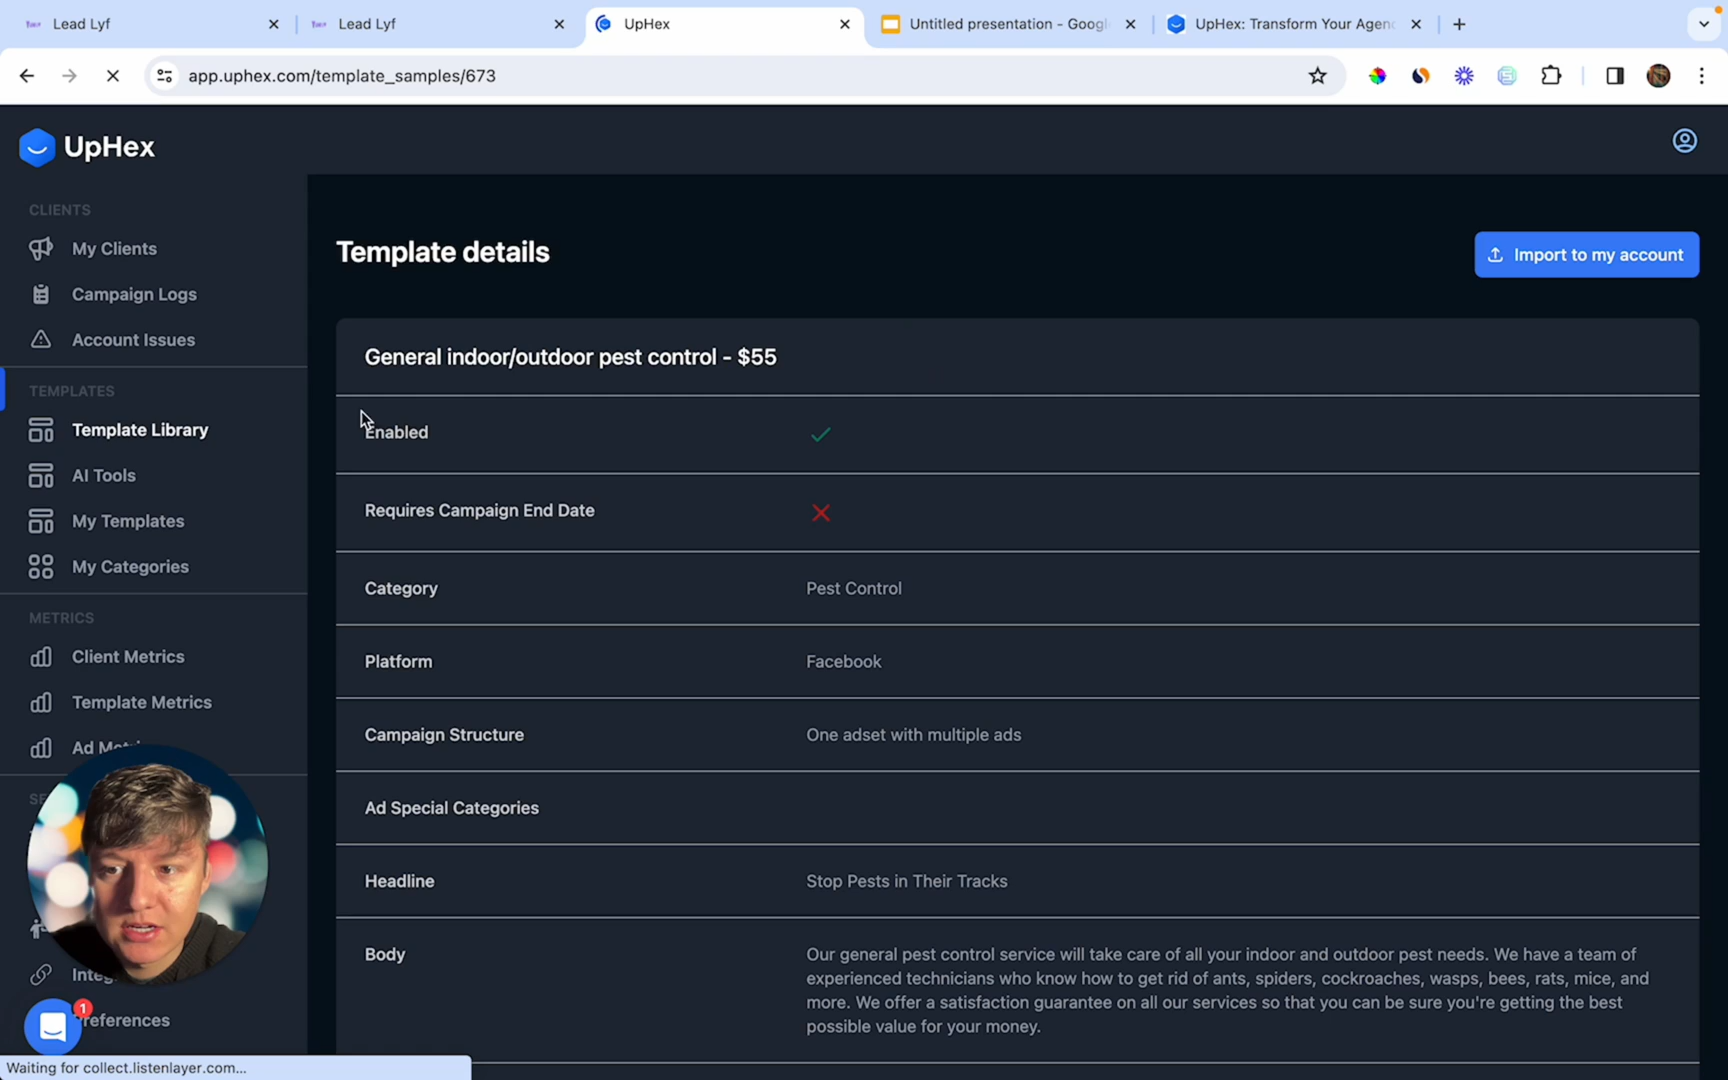 Lead Lyf
Lead Lyf
UpHex
Untitled presentation - Googl
UpHex: Transform Your Agen
app.uphex.com/template_samples/673
UpHex
CLIENTS
My Clients
Campaign Logs
Account Issues
TEMPLATES
Template Library
AI Tools
My Templates
My Categories
METRICS
Client Metrics
Template Metrics
Ad Met
1
Preferences
Template details
Import to my account
General indoor/outdoor pest control - $55
Enabled
Requires Campaign End Date
Category
Pest Control
Platform
Facebook
Campaign Structure
One adset with multiple ads
Ad Special Categories
Headline
Stop Pests in Their Tracks
Body
Our general pest control service will take care of all your indoor and outdoor pest needs. We have a team of
experienced technicians who know how to get rid of ants, spiders, cockroaches, wasps, bees, rats, mice, and
more. We offer a satisfaction guarantee on all our services so that you can be sure you're getting the best
possible value for your money.
Waiting for collect.listenlayer.com...